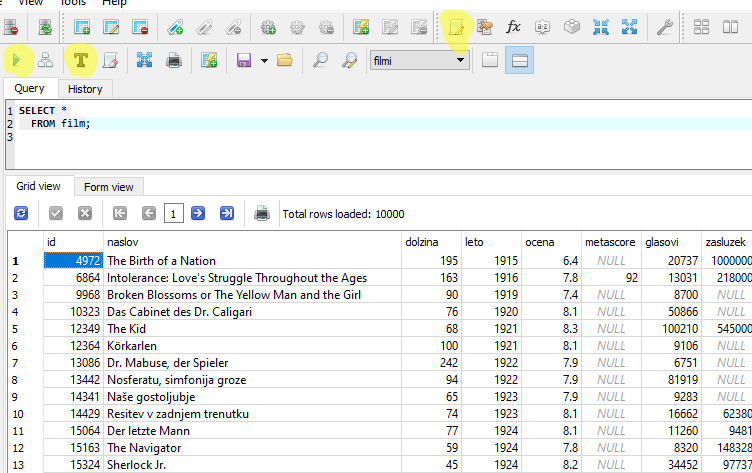 View Tools Help
T fx a-z
filmi
Query History
1 SELECT *
2 FROM film;
3
Grid view Form view
1 Total rows loaded: 10000
id naslov dolzina leto ocena metascore glasovi zasluzek
1 4972 The Birth of a Nation 195 1915 6.4 NULL 20737 1000000
2 6864 Intolerance: Love's Struggle Throughout the Ages 163 1916 7.8 92 13031 218000
3 9968 Broken Blossoms or The Yellow Man and the Girl 90 1919 7.4 NULL 8700 NULL
4 10323 Das Cabinet des Dr. Caligari 76 1920 8.1 NULL 50866 NULL
5 12349 The Kid 68 1921 8.3 NULL 100210 545000
6 12364 Körkarlen 100 1921 8.1 NULL 9106 NULL
7 13086 Dr. Mabuse, der Spieler 242 1922 7.9 NULL 6751 NULL
8 13442 Nosferatu, simfonija groze 94 1922 7.9 NULL 81919 NULL
9 14341 Naše gostoljubje 65 1923 7.9 NULL 9283 NULL
10 14429 Resitev v zadnjem trenutku 74 1923 8.1 NULL 16662 62380
11 15064 Der letzte Mann 77 1924 8.1 NULL 11260 9481
12 15163 The Navigator 59 1924 7.8 NULL 8320 148328
13 15324 Sherlock Jr. 45 1924 8.2 NULL 34452 97737